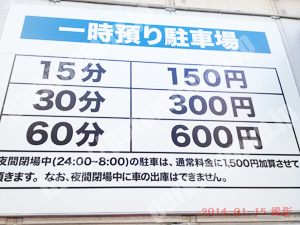 一時預り駐車場
15分 150円
30分 300円
60分 600円
夜間閉場中(24:00~8:00)の駐車は、通常料金に1,500円加算させて
頂きます。なお、夜間閉場中に車の出庫はできません。
2014-01-15 撮影